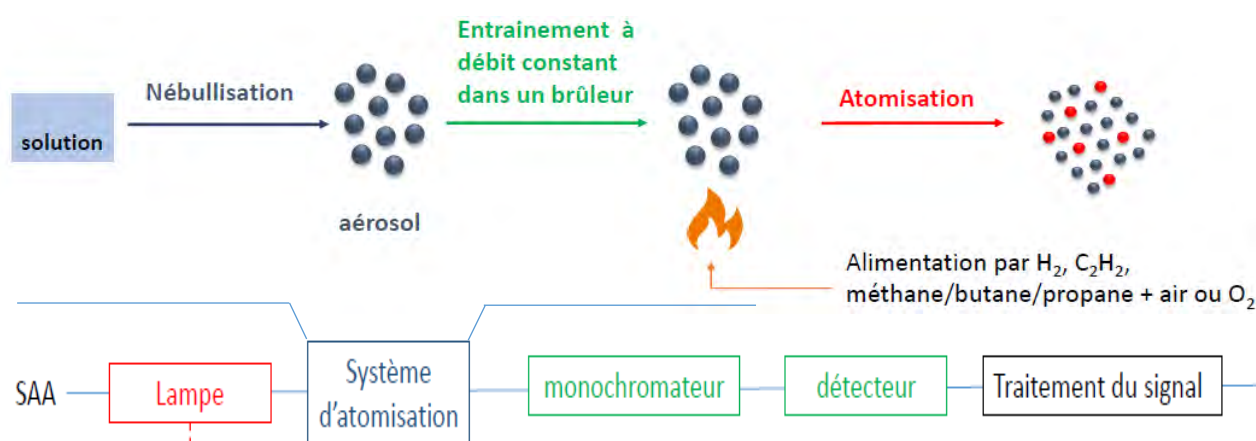 solution
Nébullisation
aérosol
Entrainement à
débit constant
dans un brûleur
Atomisation
Alimentation par H₂, C₂H₂,
méthane/butane/propane + air ou O₂
SAA
Lampe
Système
d'atomisation
monochromateur
détecteur
Traitement du signal